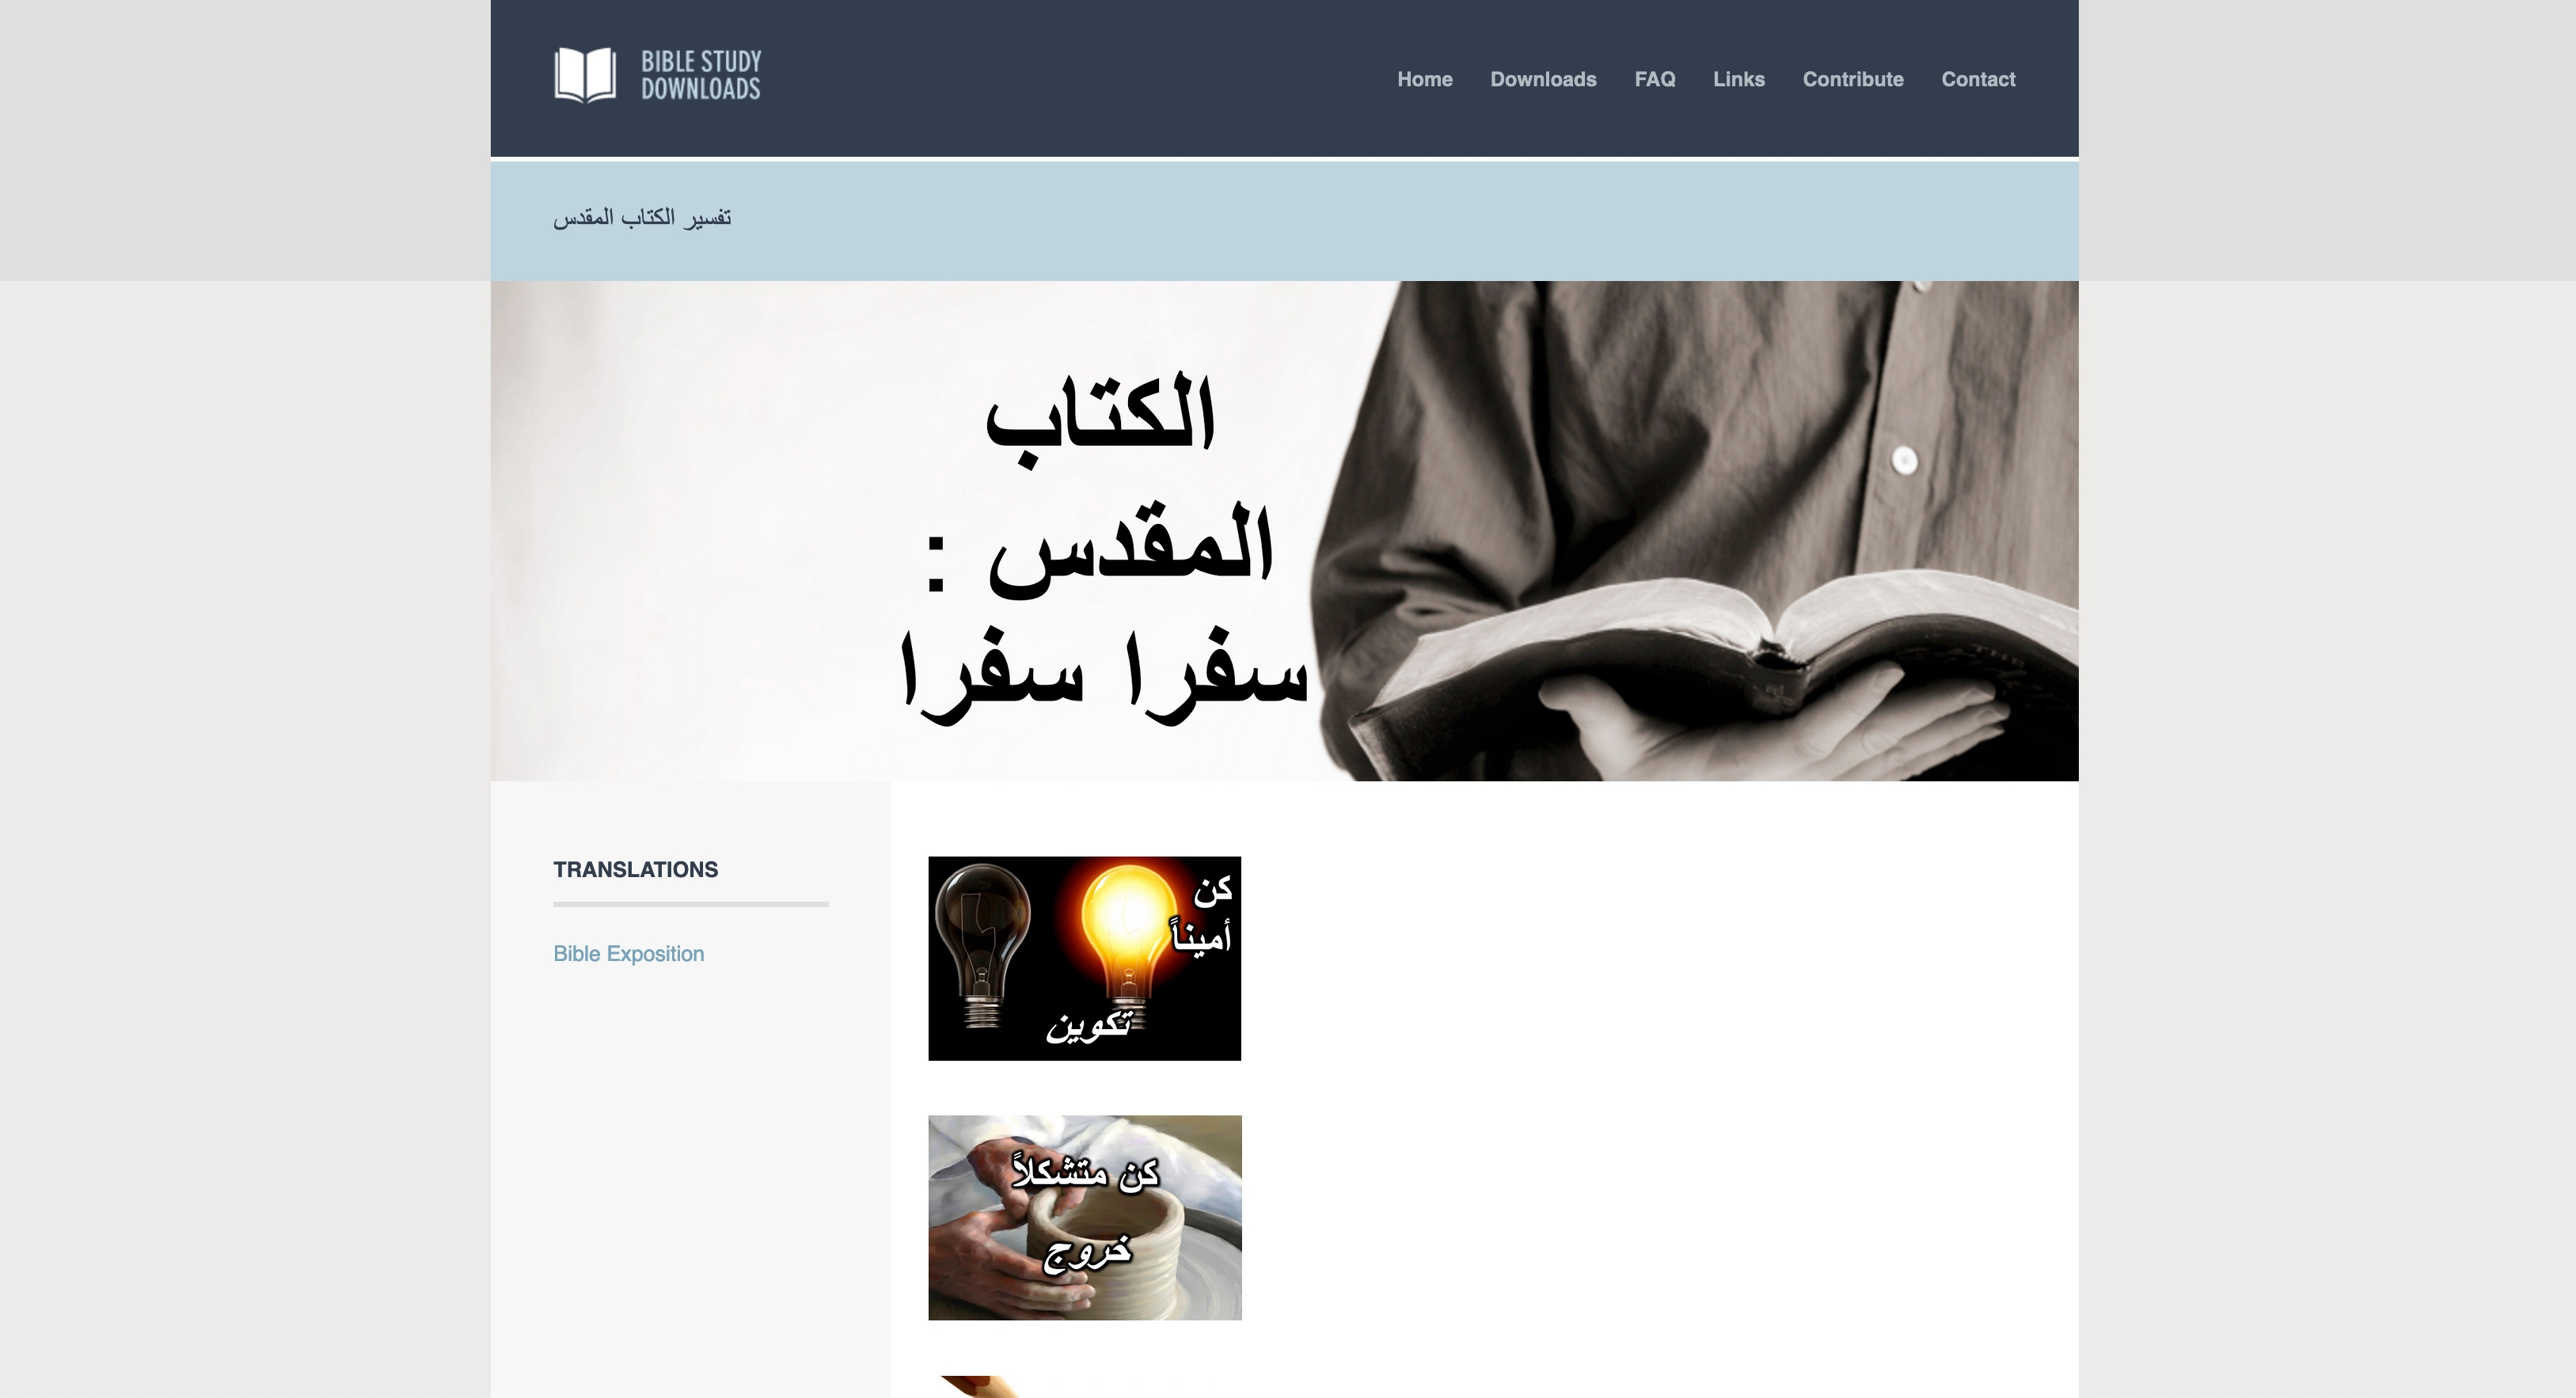 BIBLE STUDY
DOWNLOADS
Home
Downloads
FAQ
Links
Contribute
Contact
تفسير الكتاب المقدس
الكتاب
المقدس :
سفرا سفرا
TRANSLATIONS
Bible Exposition
كن
أميناً
تكوين
كن متشكلاً
خروج